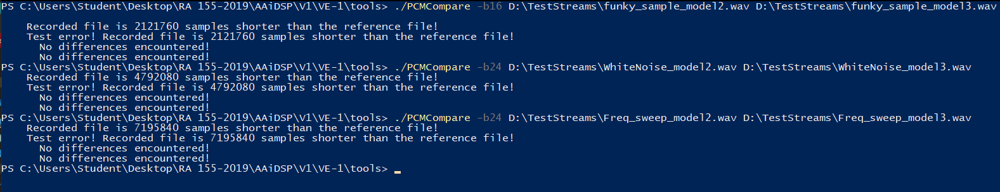 PS C:\Users\Student\Desktop\RA 155-2019\AAiDSP\V1\VE-1\tools> ./PCMCompare -b16 D:\TestStreams\funky_sample_model2.wav D:\TestStreams\funky_sample_model3.wav
Recorded file is 2121760 samples shorter than the reference file!
Test error! Recorded file is 2121760 samples shorter than the reference file!
No differences encountered!
No differences encountered!
PS C:\Users\Student\Desktop\RA 155-2019\AAiDSP\V1\VE-1\tools> ./PCMCompare -b24 D:\TestStreams\WhiteNoise_model2.wav D:\TestStreams\WhiteNoise_model3.wav
Recorded file is 4792080 samples shorter than the reference file!
Test error! Recorded file is 4792080 samples shorter than the reference file!
No differences encountered!
No differences encountered!
PS C:\Users\Student\Desktop\RA 155-2019\AAiDSP\V1\VE-1\tools> ./PCMCompare -b24 D:\TestStreams\Freq_sweep_model2.wav D:\TestStreams\Freq_sweep_model3.wav
Recorded file is 7195840 samples shorter than the reference file!
Test error! Recorded file is 7195840 samples shorter than the reference file!
No differences encountered!
No differences encountered!
PS C:\Users\Student\Desktop\RA 155-2019\AAiDSP\V1\VE-1\tools>